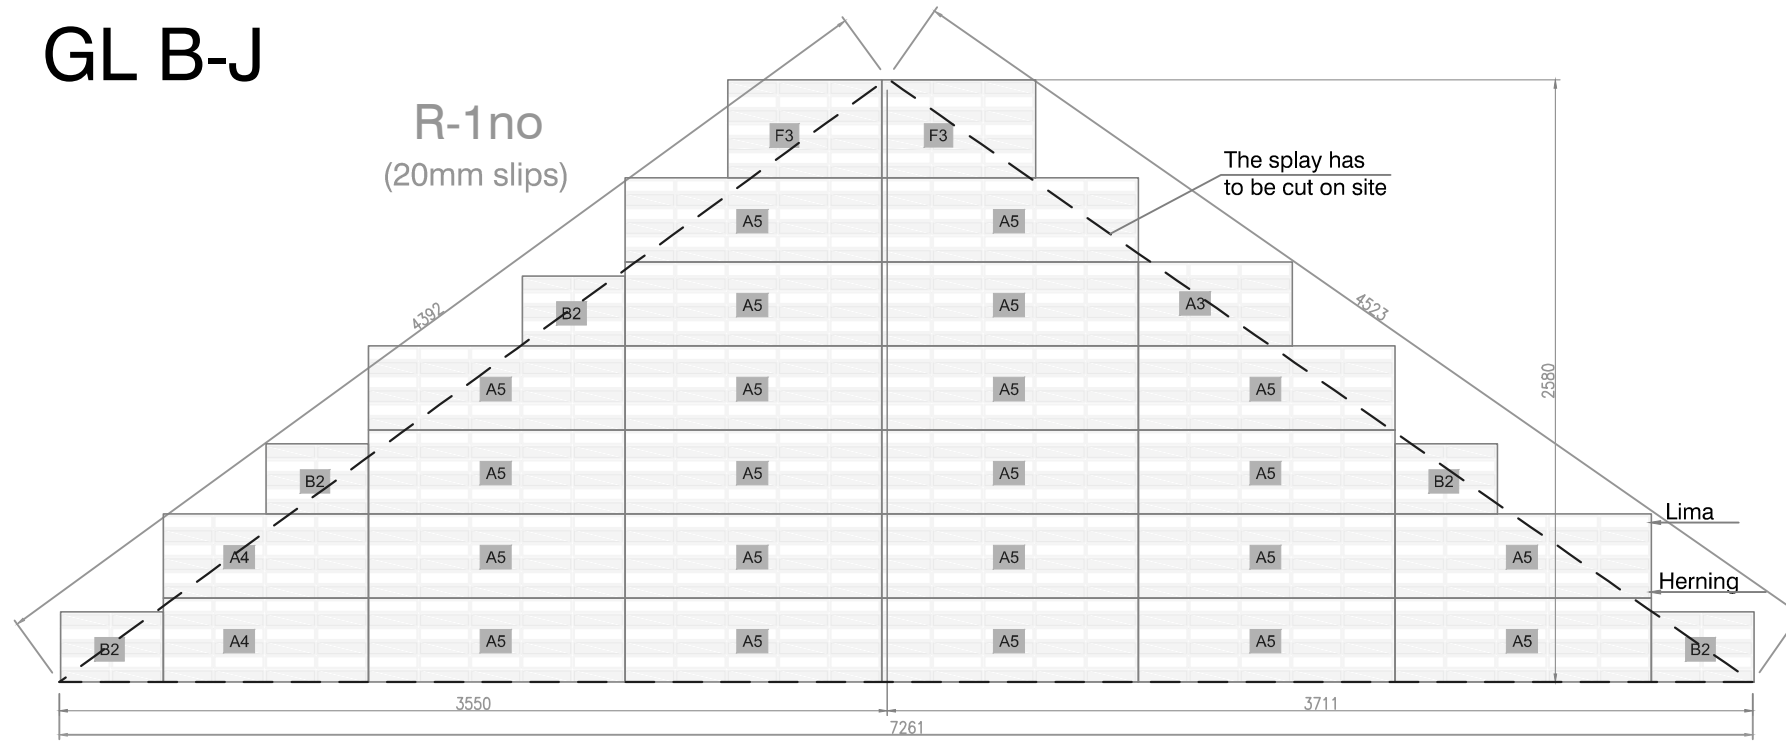 GL B-J
R-1no
(20mm slips)
The splay has
to be cut on site
F3 F3
A5 A5
B2 A5 A5 A3
4392
4523
A5 A5 A5 A5
2580
B2 A5 A5 A5 B2
Lima
A4 A5 A5 A5 A5 A5
Herning
B2 A4 A5 A5 A5 A5 A5 B2
3550
3711
7261